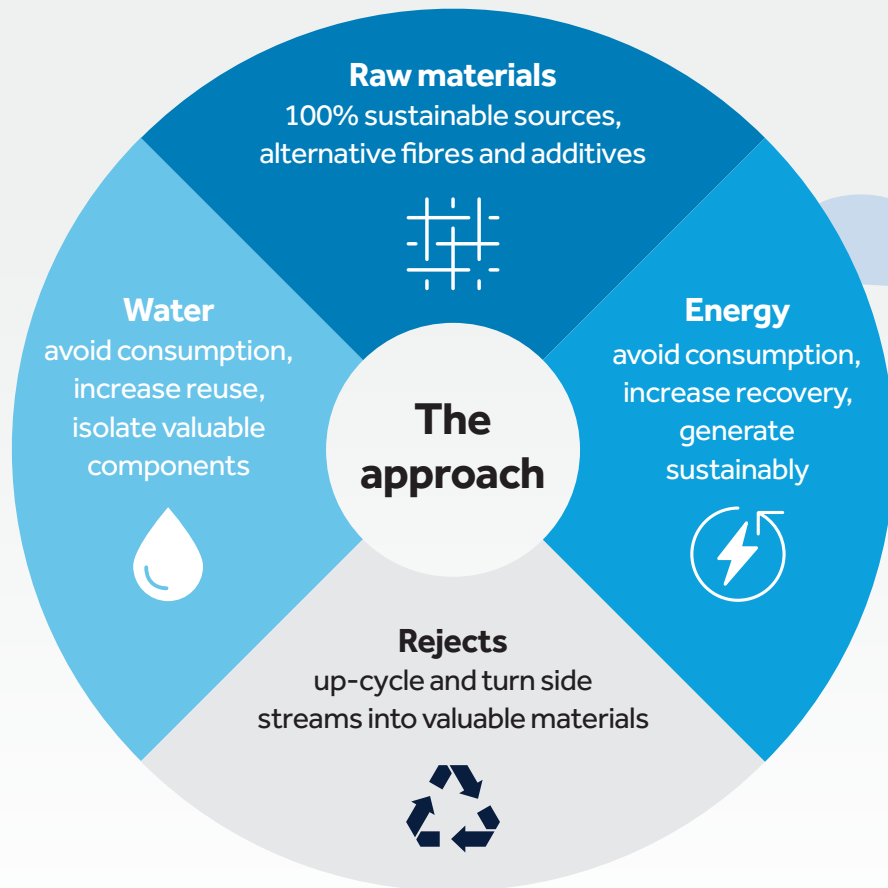 Raw materials
100% sustainable sources,
alternative fibres and additives
Water
avoid consumption,
increase reuse,
isolate valuable
components
The
approach
Energy
avoid consumption,
increase recovery,
generate
sustainably
Rejects
up-cycle and turn side
streams into valuable materials